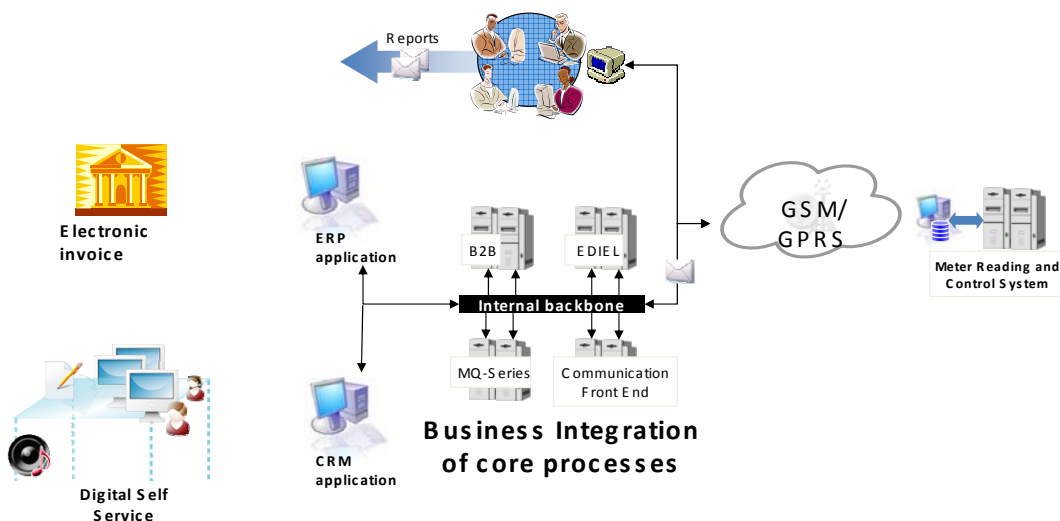 Reports
GSM/
GPRS
Electronic
invoice
ERP
application
B2B
EDIEL
Meter Reading and
Control System
Internal backbone
MQ-Series
Communication
Front End
Business Integration
of core processes
CRM
application
Digital Self
Service